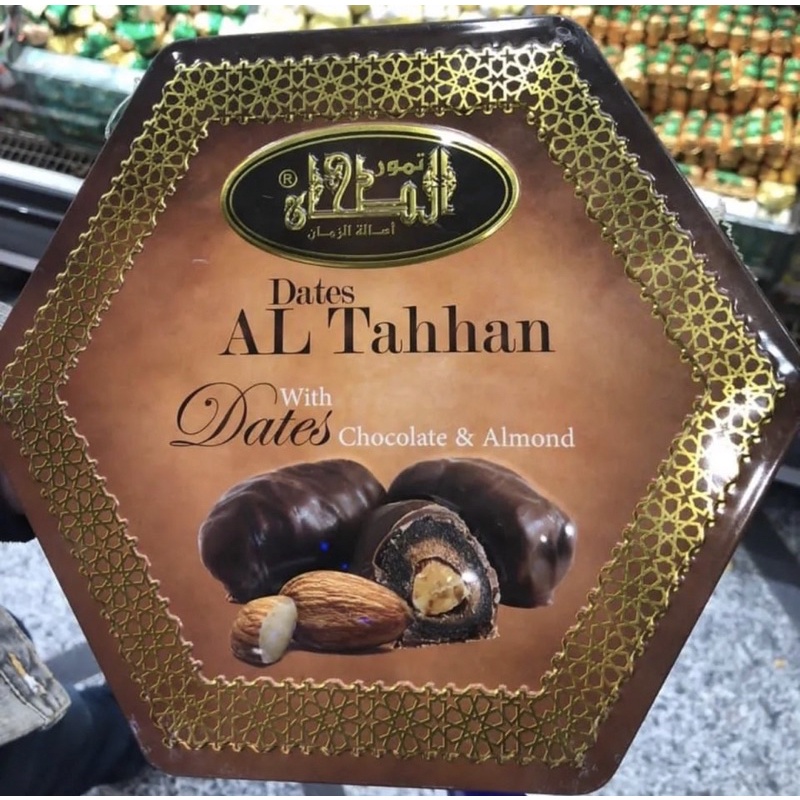 تمور
الطحان ®
أصالة الزمان
Dates
AL Tahhan
With
Dates Chocolate & Almond